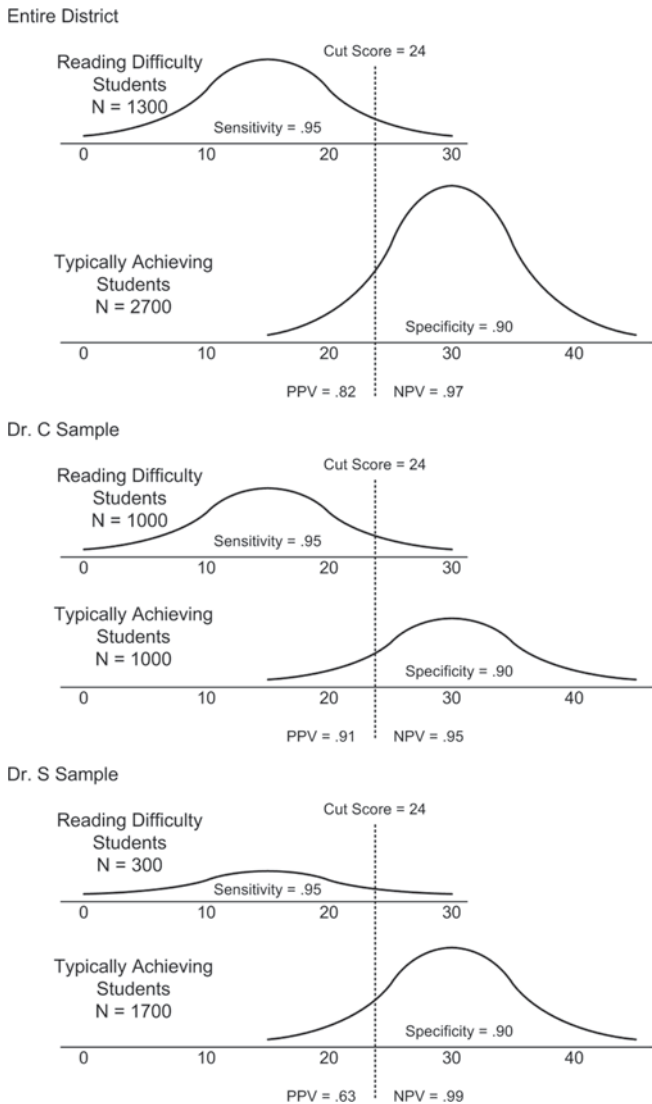 Entire District
Cut Score = 24
Reading Difficulty
Students
N = 1300
Sensitivity = .95
0 10 20 30
Typically Achieving
Students
N = 2700
Specificity = .90
0 10 20 30 40
PPV = .82 NPV = .97
Dr. C Sample
Cut Score = 24
Reading Difficulty
Students
N = 1000
Sensitivity = .95
0 10 20 30
Typically Achieving
Students
N = 1000
Specificity = .90
0 10 20 30 40
PPV = .91 NPV = .95
Dr. S Sample
Cut Score = 24
Reading Difficulty
Students
N = 300
Sensitivity = .95
0 10 20 30
Typically Achieving
Students
N = 1700
Specificity = .90
0 10 20 30 40
PPV = .63 NPV = .99